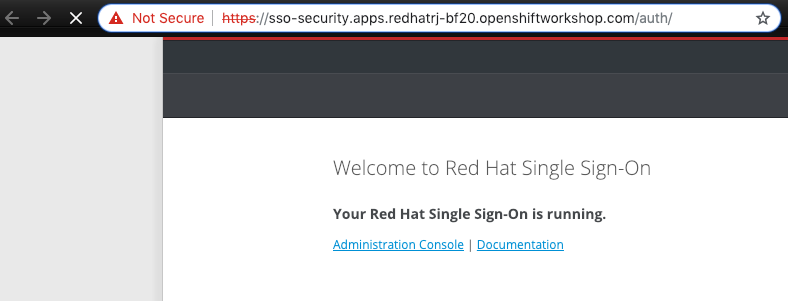 Not Secure | https://sso-security.apps.redhatrj-bf20.openshiftworkshop.com/auth/
Welcome to Red Hat Single Sign-On
Your Red Hat Single Sign-On is running.
Administration Console | Documentation